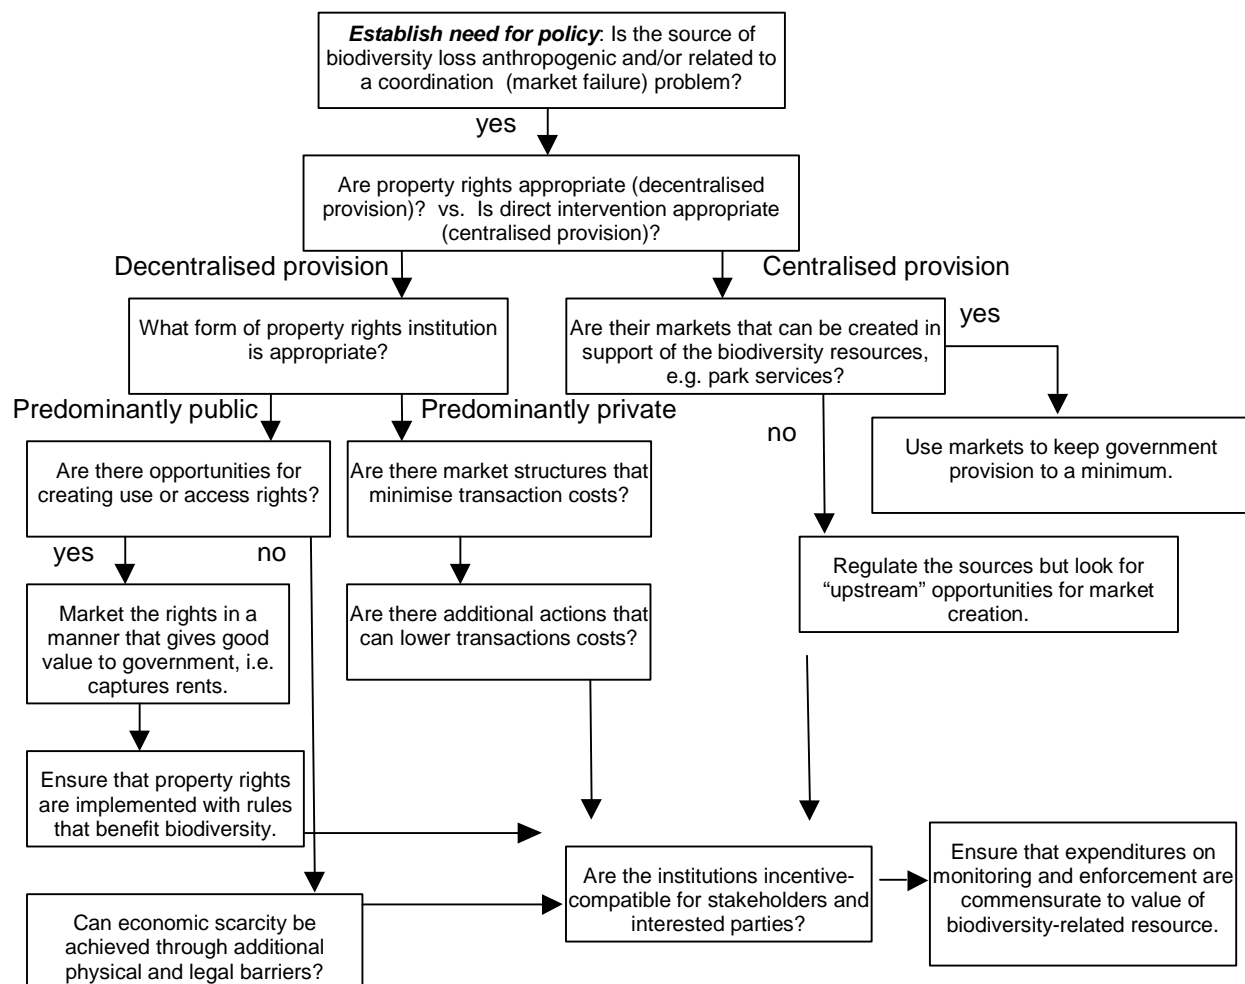 Establish need for policy: Is the source of
biodiversity loss anthropogenic and/or related to
a coordination (market failure) problem?
yes
Are property rights appropriate (decentralised
provision)? vs. Is direct intervention appropriate
(centralised provision)?
Decentralised provision
Centralised provision
What form of property rights institution
is appropriate?
Are their markets that can be created in
support of the biodiversity resources,
e.g. park services?
yes
Predominantly public
Predominantly private
no
Use markets to keep government
provision to a minimum.
Are there opportunities for
creating use or access rights?
Are there market structures that
minimise transaction costs?
yes
no
Regulate the sources but look for
“upstream” opportunities for market
creation.
Market the rights in a
manner that gives good
value to government, i.e.
captures rents.
Are there additional actions that
can lower transactions costs?
Ensure that property rights
are implemented with rules
that benefit biodiversity.
Are the institutions incentive-
compatible for stakeholders and
interested parties?
Ensure that expenditures on
monitoring and enforcement are
commensurate to value of
biodiversity-related resource.
Can economic scarcity be
achieved through additional
physical and legal barriers?